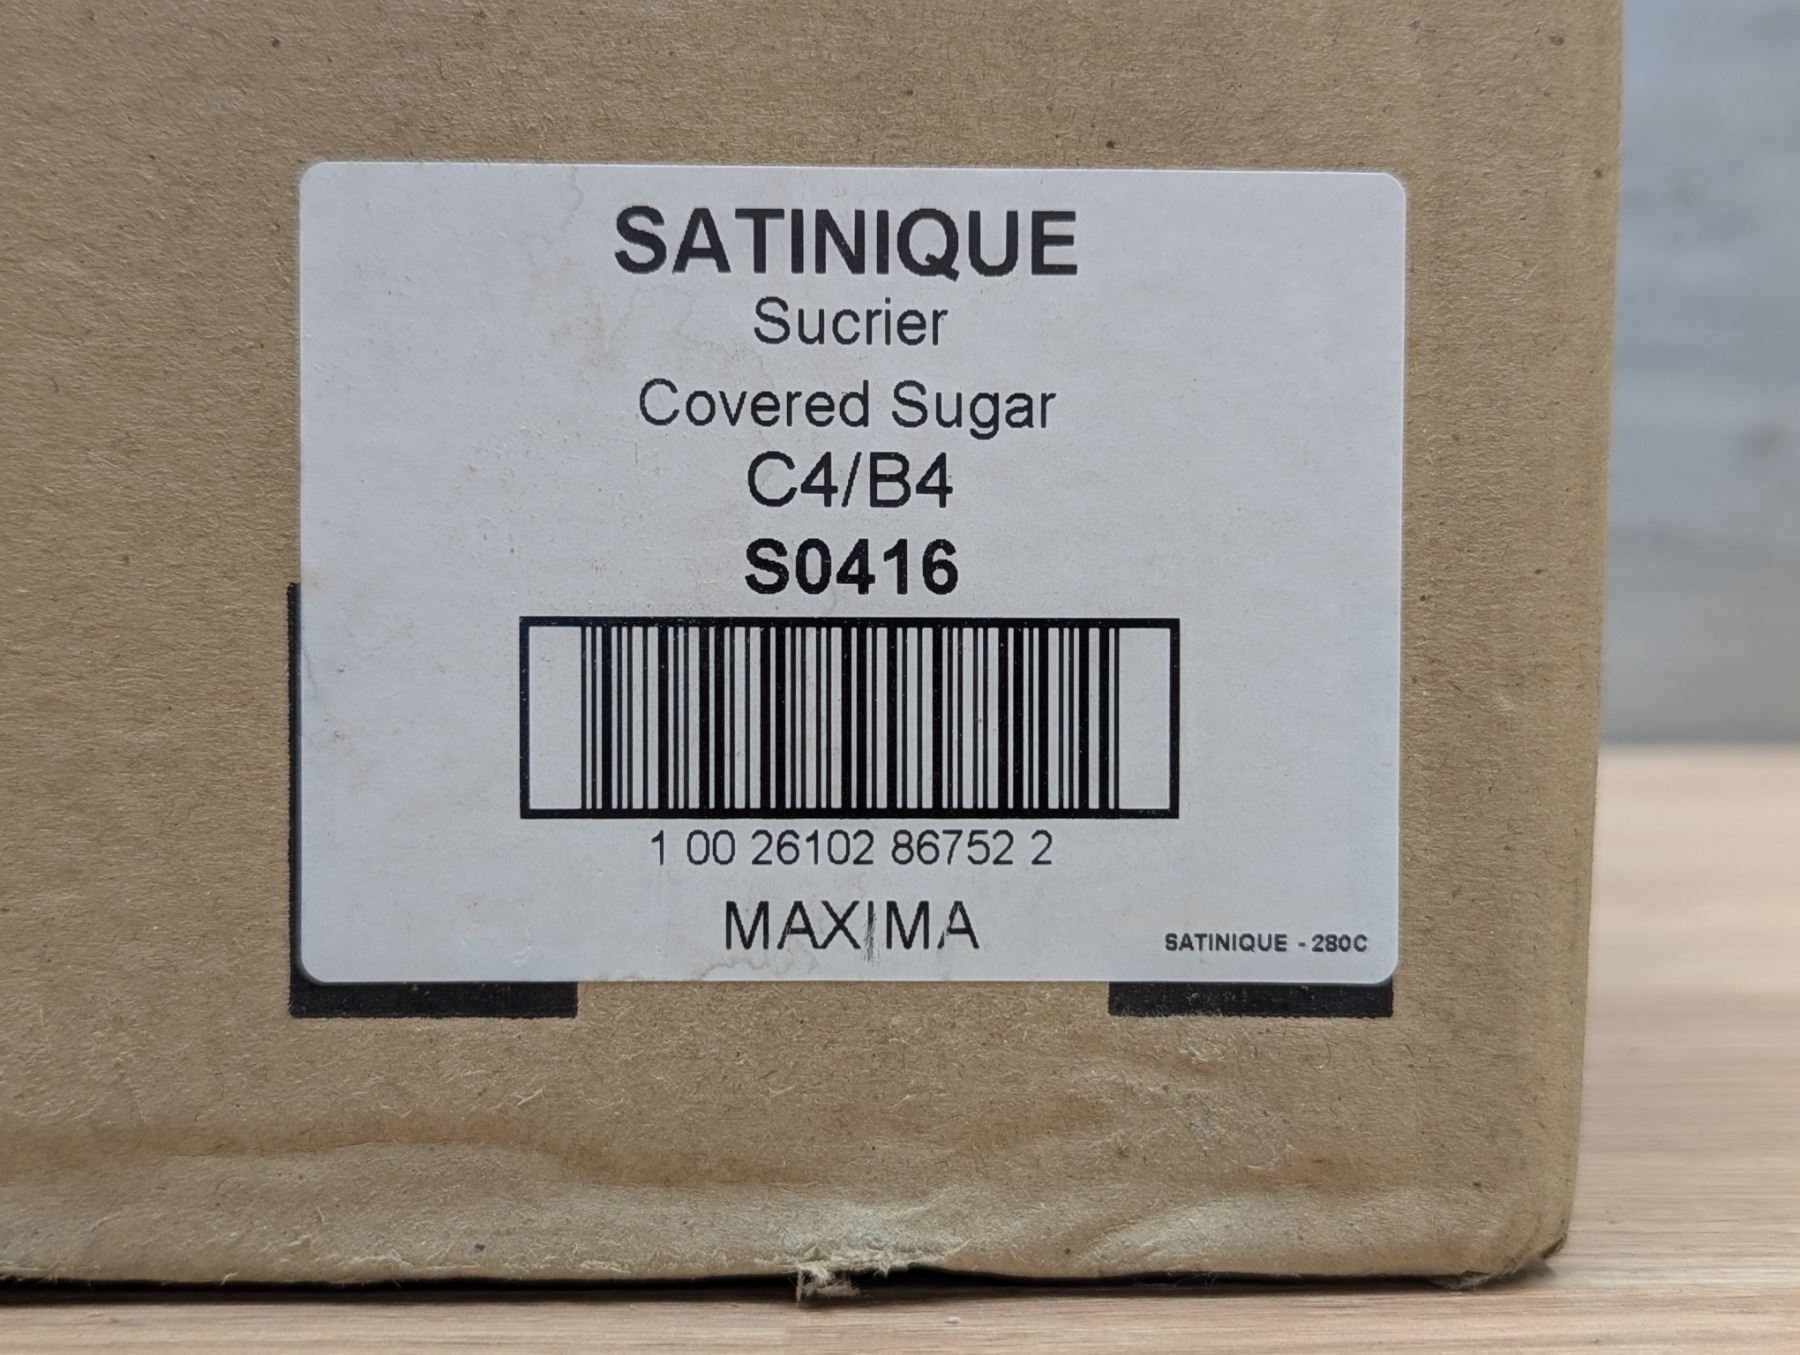 SATINIQUE
Sucrier
Covered Sugar
C4/B4
S0416
1 00 26102 86752 2
MAXIMA
SATINIQUE - 280C